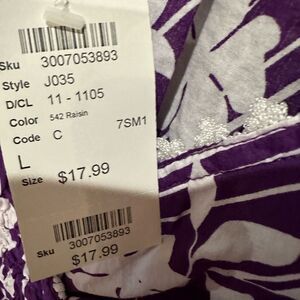 Sku 3007053893
Style J035
D/CL 11 - 1105
Color 542 Raisin
Code C 7SM1
L
Size $17.99
3007053893
Sku $17.99